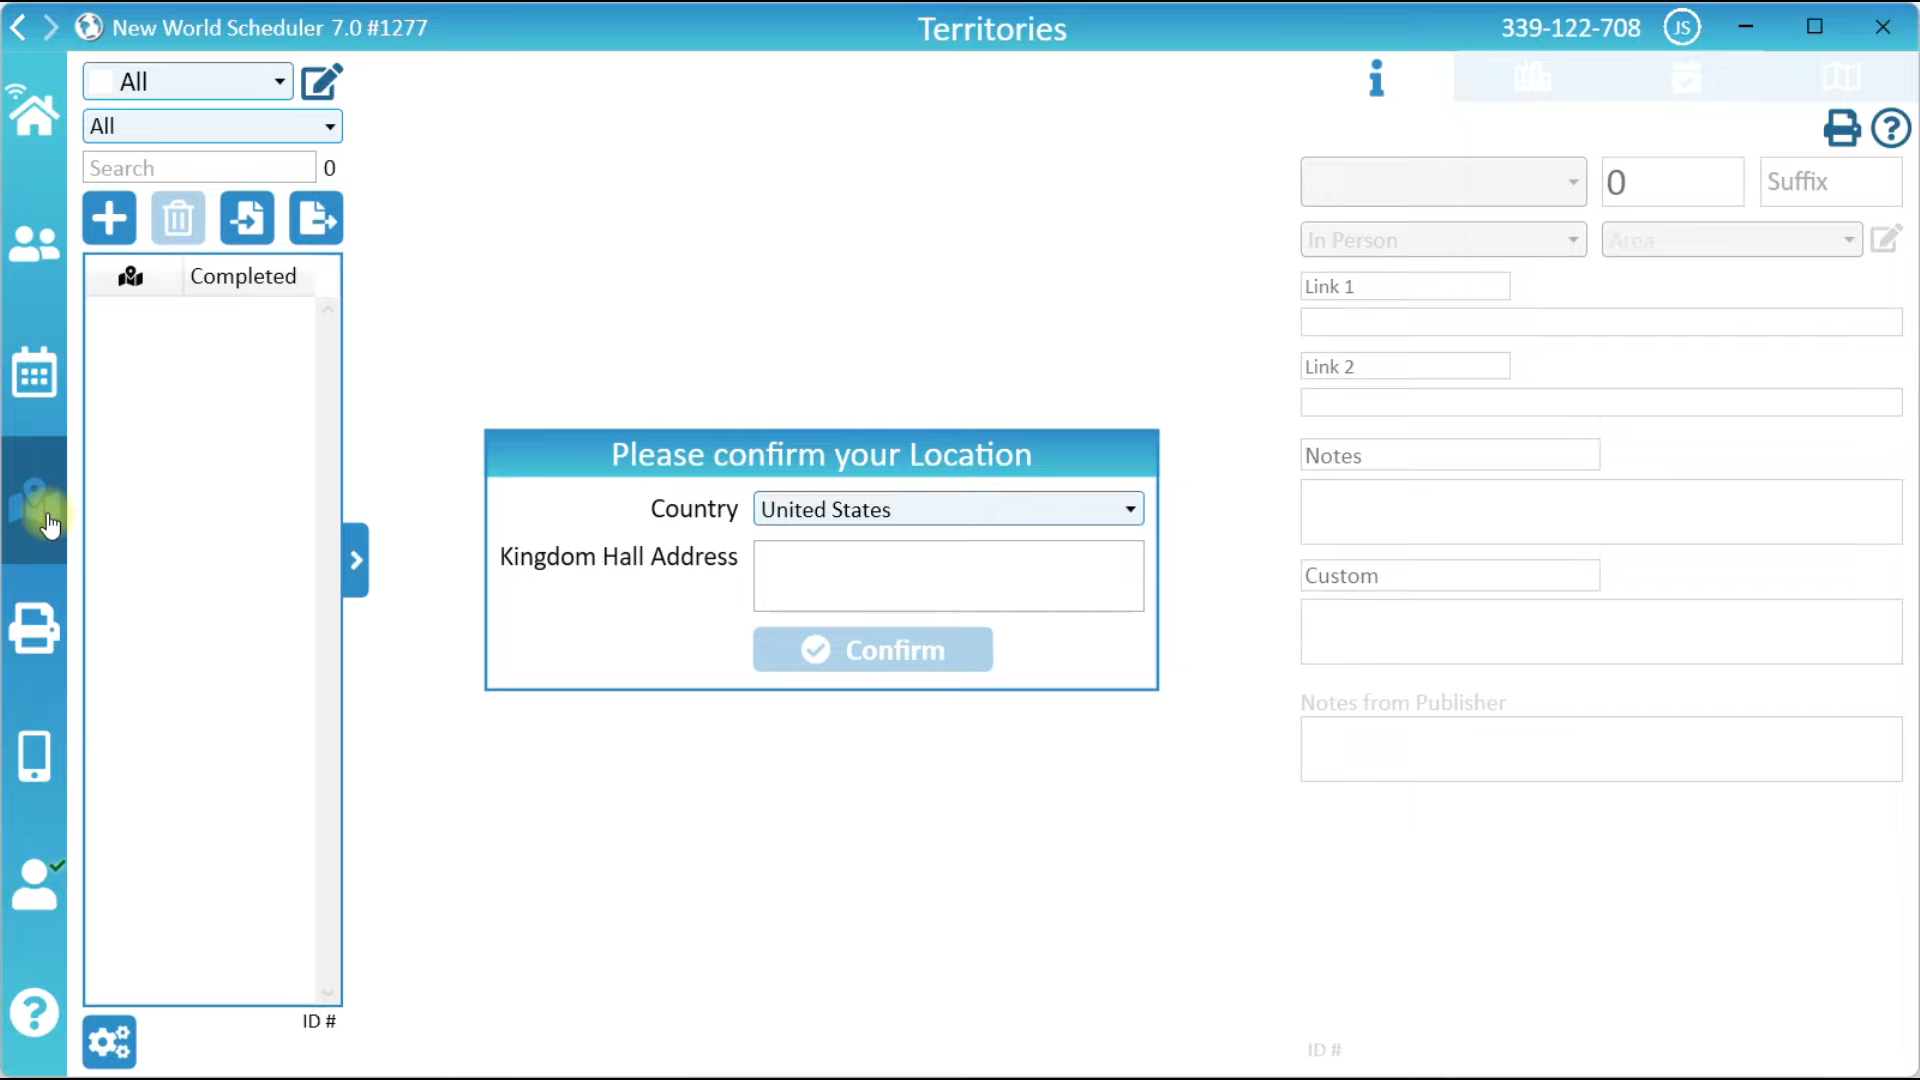 New World Scheduler 7.0 #1277
Territories
339-122-708
JS
All
All
Search
0
Completed
ID #
Please confirm your Location
Country
United States
Kingdom Hall Address
Confirm
0
Suffix
In Person
Area
Link 1
Link 2
Notes
Custom
Notes from Publisher
ID #